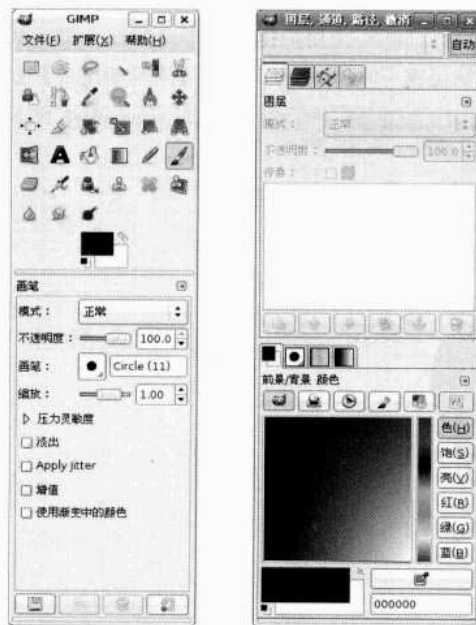 GIMP
文件(F) 扩展(X) 帮助(H)
画笔
模式： 正常
不透明度： 100.0
画笔： Circle (11)
缩放： 1.00
压力灵敏度
淡出
Apply Jitter
增值
使用渐变中的颜色
图层, 通道, 路径, 撤消
自动
图层
模式： 正常
不透明度： 100.0
前景/背景 颜色
色(H)
饱(S)
亮(V)
红(R)
绿(G)
蓝(B)
000000